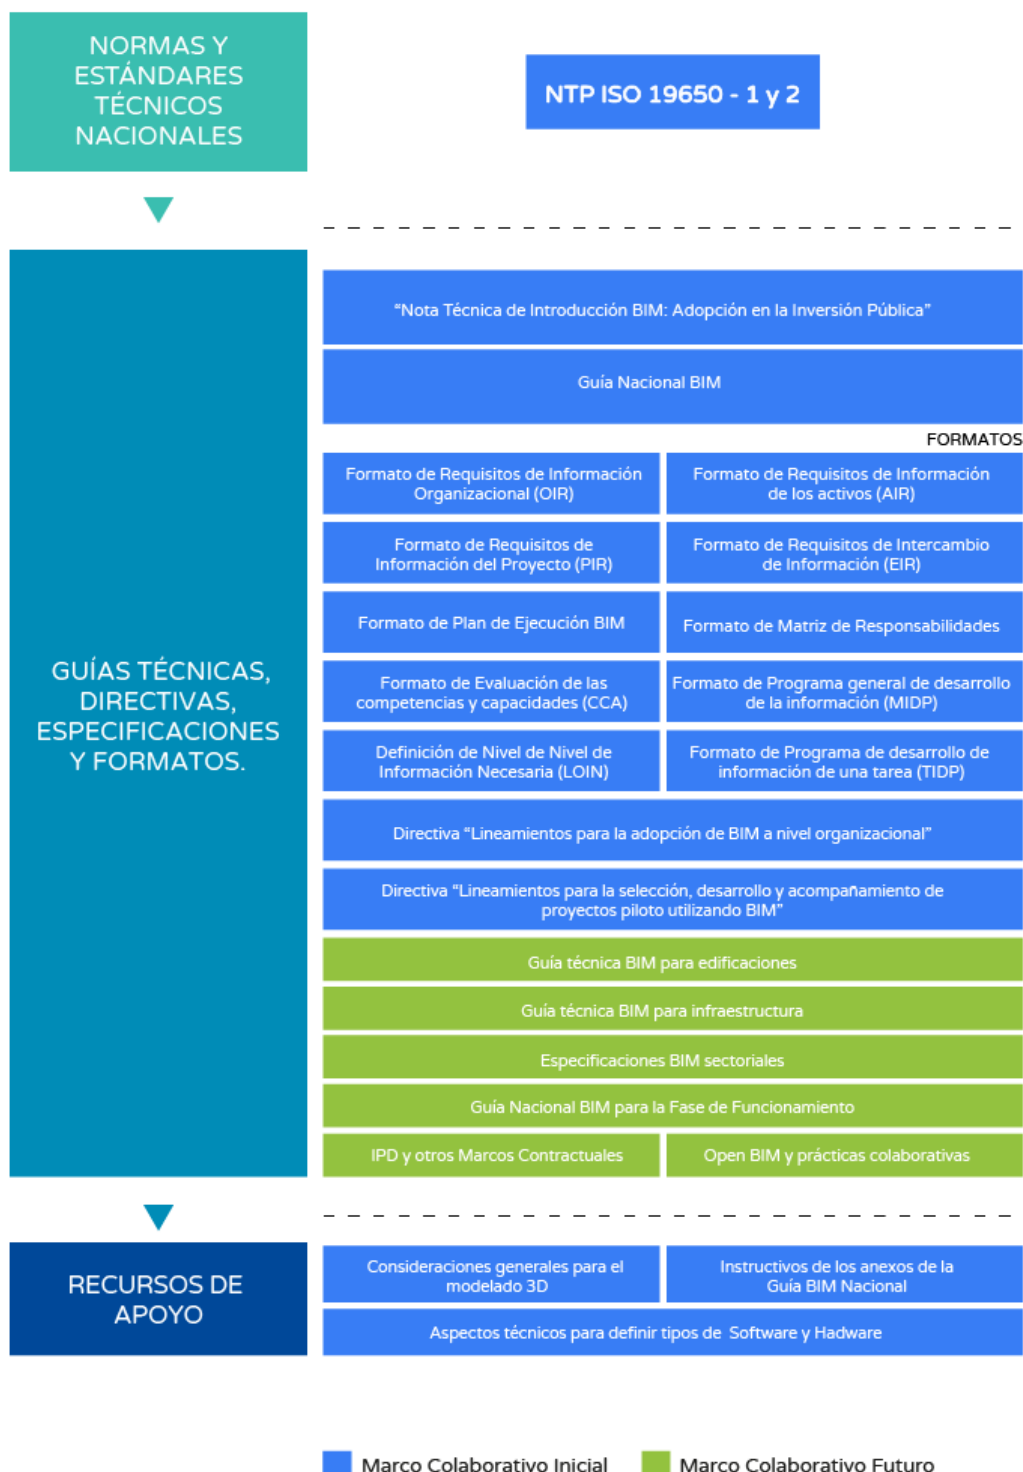 NORMAS Y
ESTÁNDARES
TÉCNICOS
NACIONALES
NTP ISO 19650 - 1 y 2
GUÍAS TÉCNICAS,
DIRECTIVAS,
ESPECIFICACIONES
Y FORMATOS.
“Nota Técnica de Introducción BIM: Adopción en la Inversión Pública”
Guía Nacional BIM
FORMATOS
Formato de Requisitos de Información
Organizacional (OIR)
Formato de Requisitos de Información
de los activos (AIR)
Formato de Requisitos de
Información del Proyecto (PIR)
Formato de Requisitos de Intercambio
de Información (EIR)
Formato de Plan de Ejecución BIM
Formato de Matriz de Responsabilidades
Formato de Evaluación de las
competencias y capacidades (CCA)
Formato de Programa general de desarrollo
de la información (MIDP)
Definición de Nivel de Nivel de
Información Necesaria (LOIN)
Formato de Programa de desarrollo de
información de una tarea (TIDP)
Directiva “Lineamientos para la adopción de BIM a nivel organizacional”
Directiva “Lineamientos para la selección, desarrollo y acompañamiento de
proyectos piloto utilizando BIM”
Guía técnica BIM para edificaciones
Guía técnica BIM para infraestructura
Especificaciones BIM sectoriales
Guía Nacional BIM para la Fase de Funcionamiento
IPD y otros Marcos Contractuales
Open BIM y prácticas colaborativas
RECURSOS DE
APOYO
Consideraciones generales para el
modelado 3D
Instructivos de los anexos de la
Guía BIM Nacional
Aspectos técnicos para definir tipos de Software y Hadware
Marco Colaborativo Inicial
Marco Colaborativo Futuro